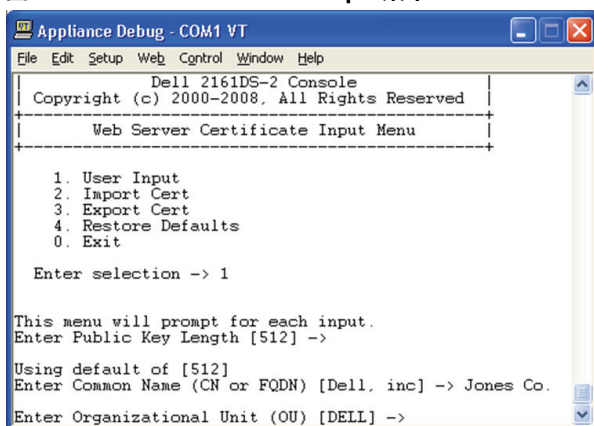 Appliance Debug - COM1 VT
File Edit Setup Web Control Window Help
Dell 2161DS-2 Console
Copyright (c) 2000-2008, All Rights Reserved
Web Server Certificate Input Menu
1. User Input
2. Import Cert
3. Export Cert
4. Restore Defaults
0. Exit
Enter selection -> 1
This menu will prompt for each input.
Enter Public Key Length [512] ->
Using default of [512]
Enter Common Name (CN or FQDN) [Dell, inc] -> Jones Co.
Enter Organizational Unit (OU) [DELL] ->